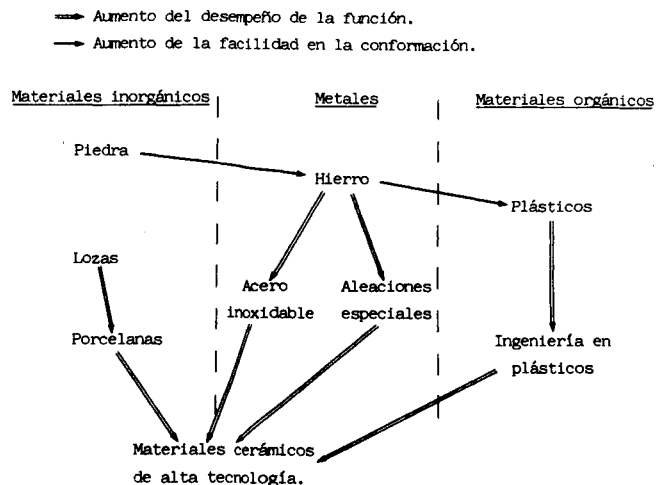 Aumento del desempeño de la función.
Aumento de la facilidad en la conformación.
Materiales inorgánicos
Metales
Materiales orgánicos
Piedra
Hierro
Plásticos
Lozas
Acero
inoxidable
Aleaciones
especiales
Porcelanas
Ingeniería en
plásticos
Materiales cerámicos
de alta tecnología.